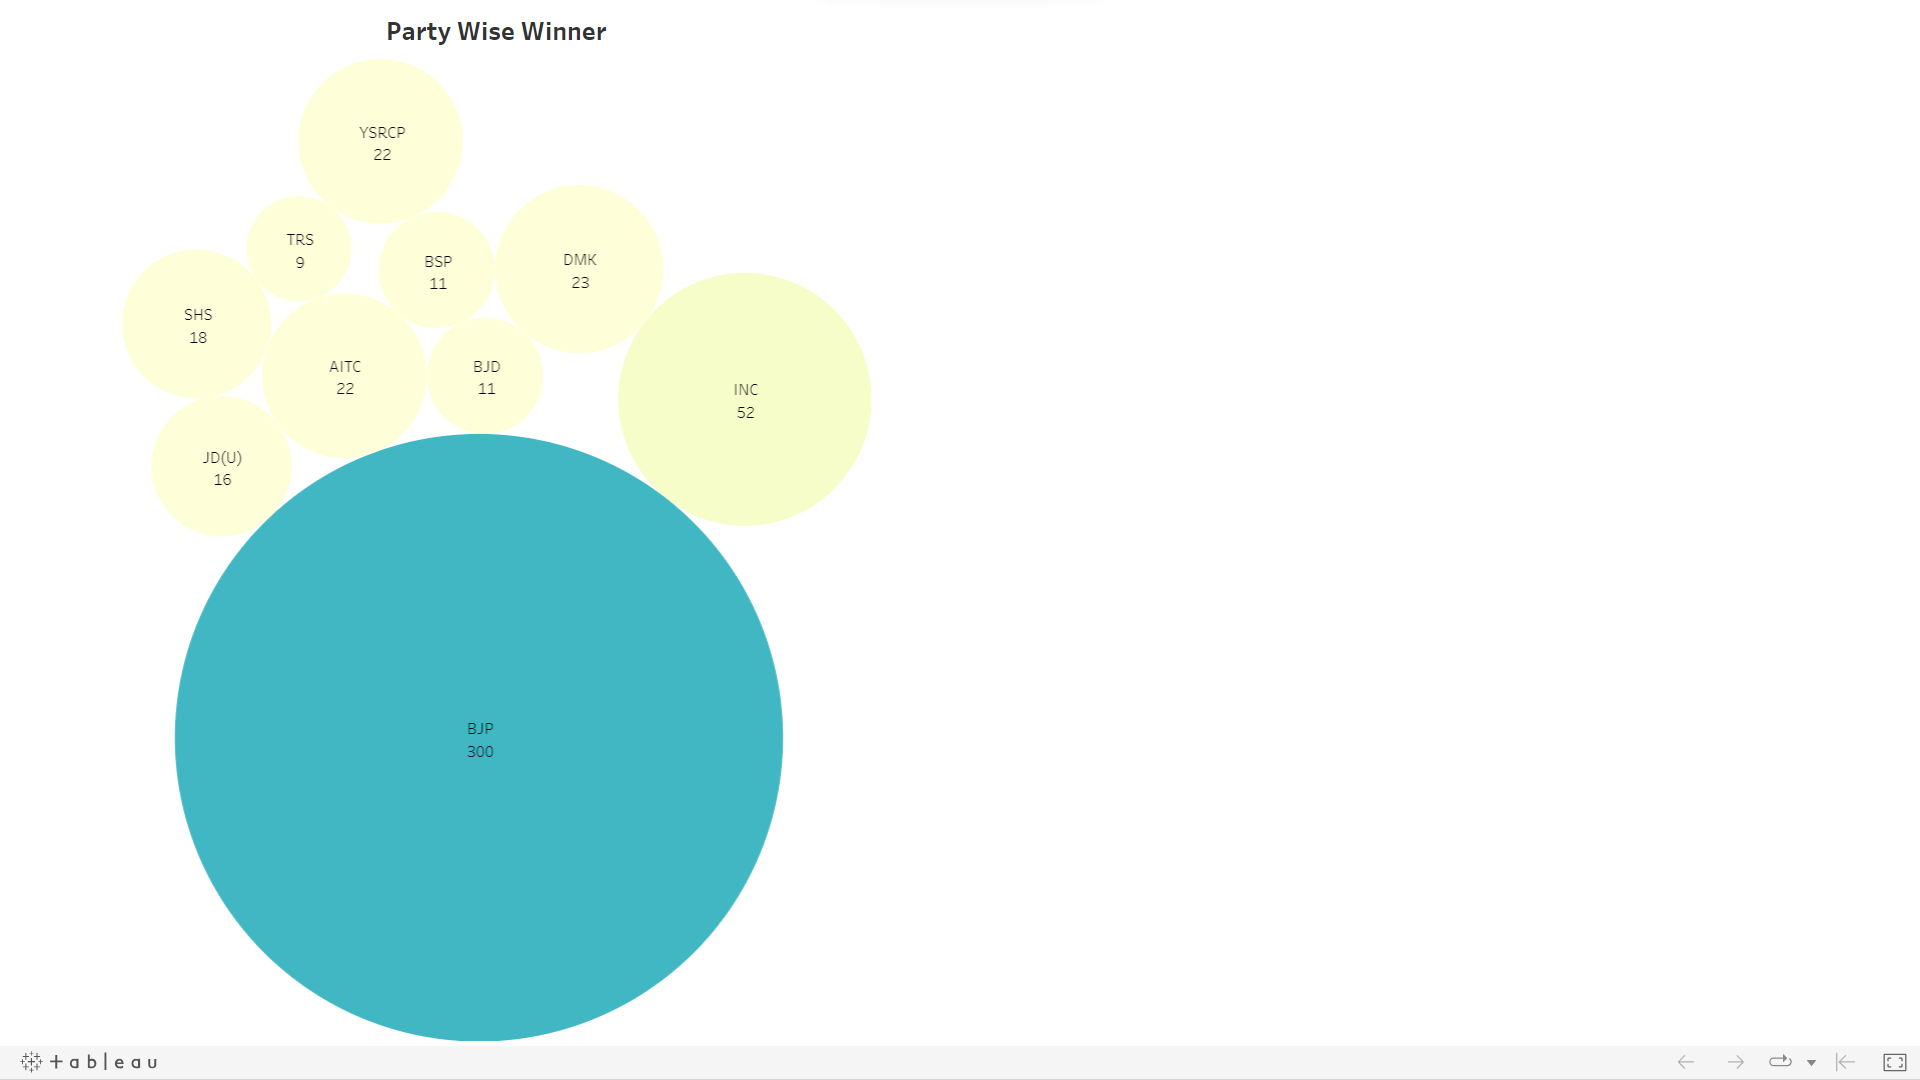 Party Wise Winner
YSRCP
22
TRS
9
BSP
11
DMK
23
SHS
18
AITC
22
BJD
11
INC
52
JD(U)
16
BJP
300
+ableau